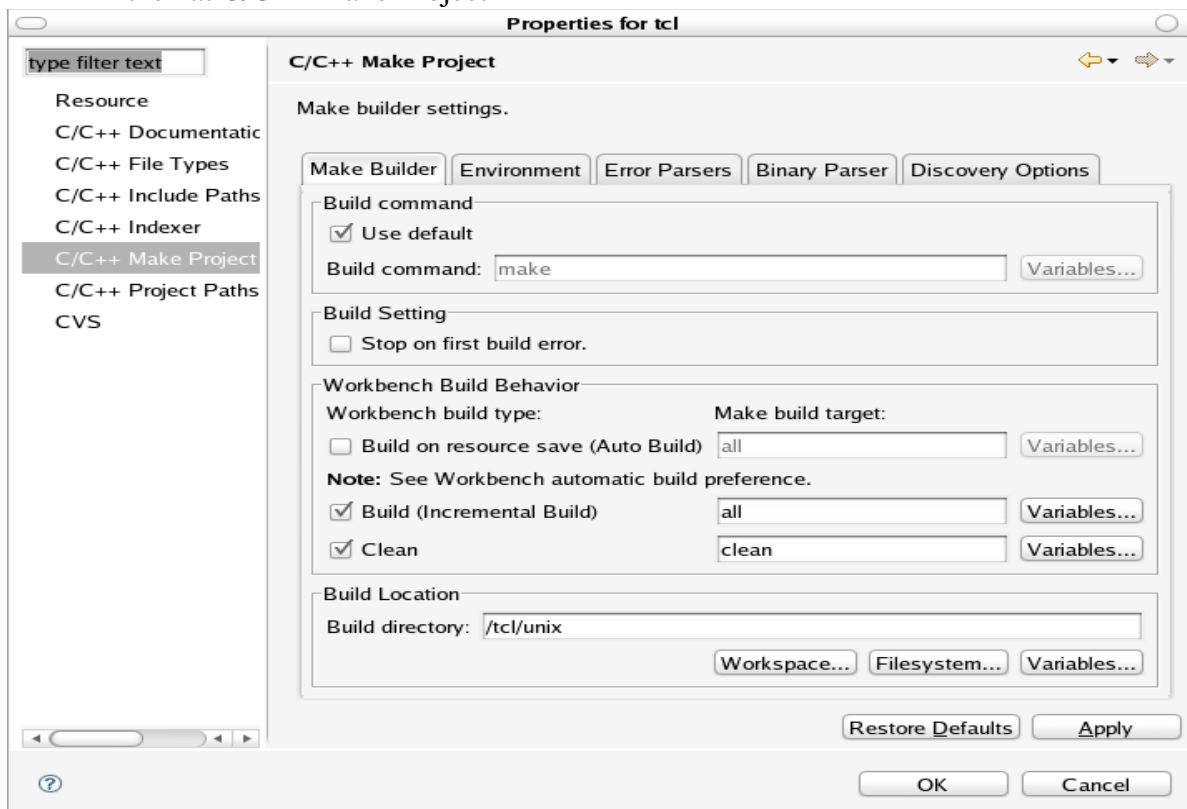 Properties for tcl
type filter text
Resource
C/C++ Documentatic
C/C++ File Types
C/C++ Include Paths
C/C++ Indexer
C/C++ Make Project
C/C++ Project Paths
CVS
C/C++ Make Project
Make builder settings.
Make Builder Environment Error Parsers Binary Parser Discovery Options
Build command
Use default
Build command: make Variables...
Build Setting
Stop on first build error.
Workbench Build Behavior
Workbench build type: Make build target:
Build on resource save (Auto Build) all Variables...
Note: See Workbench automatic build preference.
Build (Incremental Build) all Variables...
Clean clean Variables...
Build Location
Build directory: /tcl/unix
Workspace... Filesystem... Variables...
Restore Defaults Apply
OK Cancel